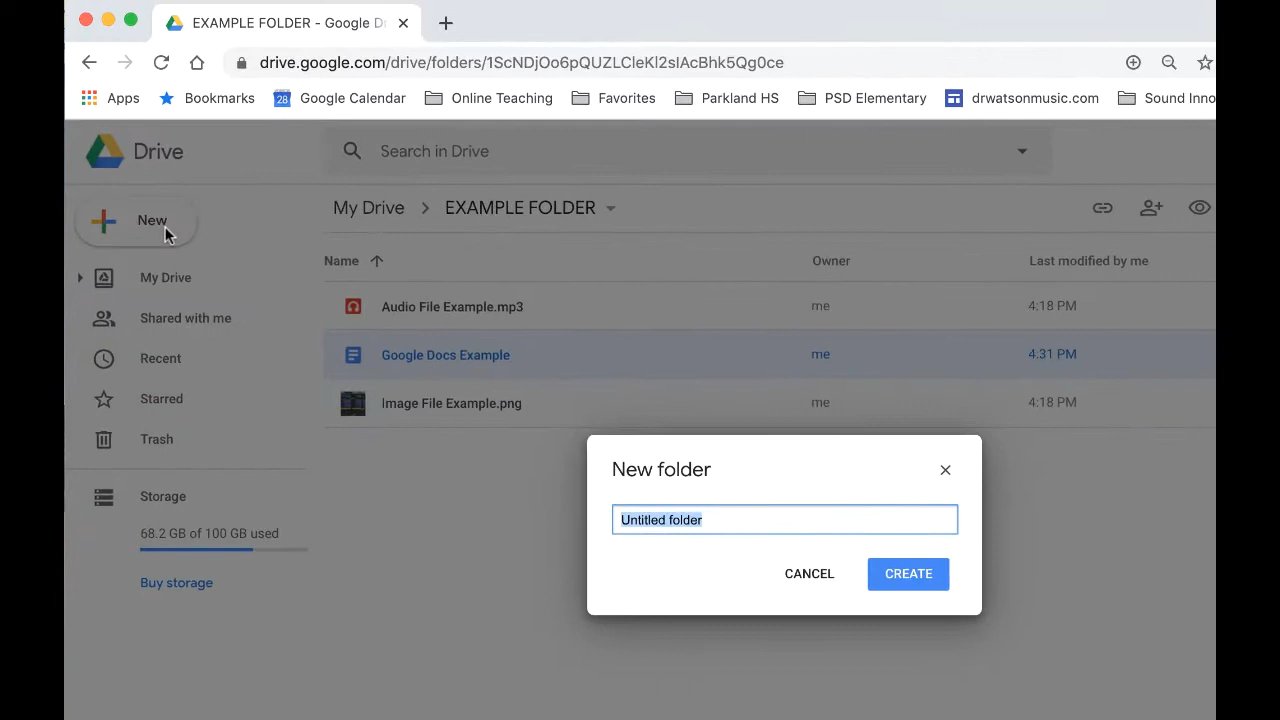 EXAMPLE FOLDER - Google D
drive.google.com/drive/folders/1ScNDjOo6pQUZLCleKl2sIAcBhk5Qg0ce
Apps Bookmarks 28 Google Calendar Online Teaching Favorites Parkland HS PSD Elementary drwatsonmusic.com Sound Inno
Drive Search in Drive
New My Drive EXAMPLE FOLDER
Name Owner Last modified by me
My Drive
Audio File Example.mp3 me 4:18 PM
Shared with me
Recent
Google Docs Example me 4:31 PM
Starred
Image File Example.png me 4:18 PM
Trash
Storage
68.2 GB of 100 GB used
Buy storage
New folder
Untitled folder
CANCEL CREATE